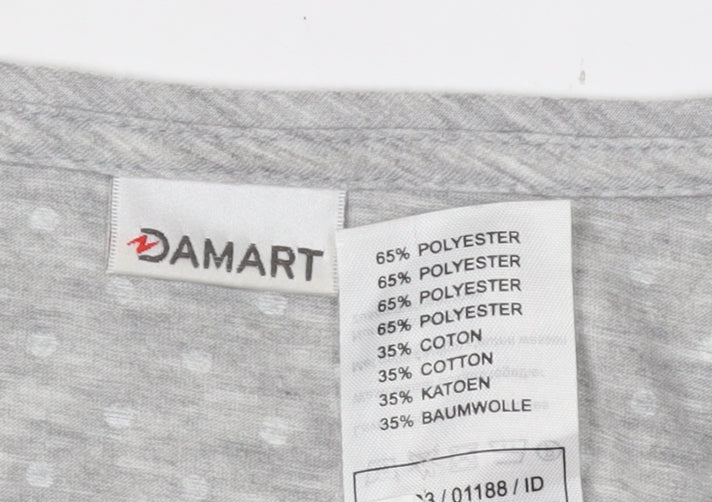 DAMART
65% POLYESTER
65% POLYESTER
65% POLYESTER
65% POLYESTER
35% COTON
35% COTTON
35% KATOEN
35% BAUMWOLLE
3 / 01188 / ID